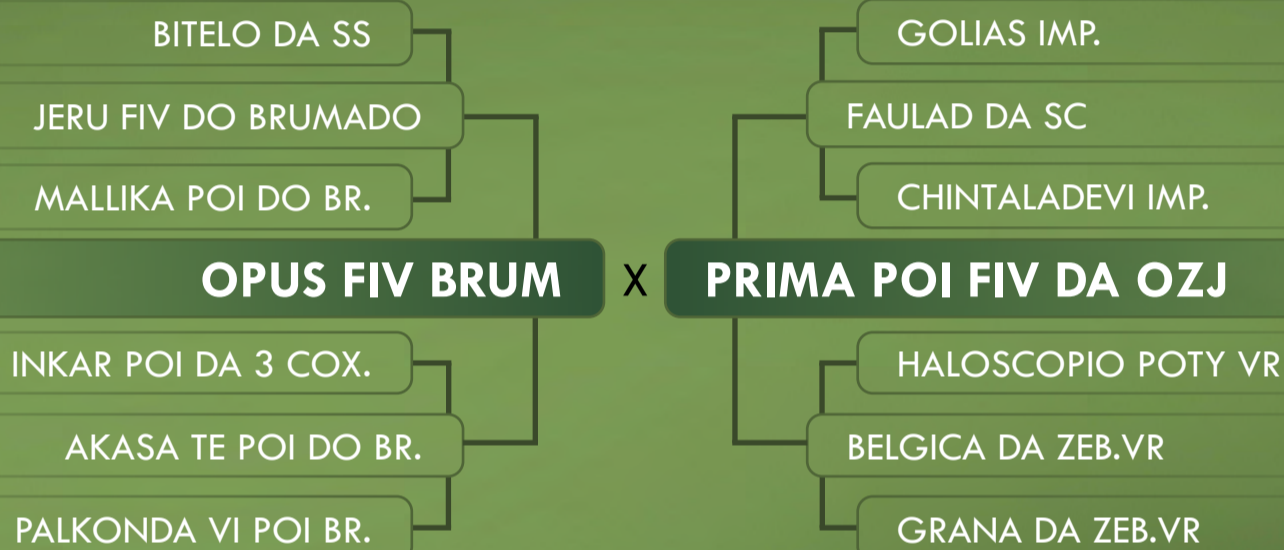 BITELO DA SS
GOLIAS IMP.
JERU FIV DO BRUMADO
FAULAD DA SC
MALLIKA POI DO BR.
CHINTALADEVI IMP.
OPUS FIV BRUM X PRIMA POI FIV DA OZJ
INKAR POI DA 3 COX.
HALOSCOPIO POTY VR
AKASA TE POI DO BR.
BELGICA DA ZEB.VR
PALKONDA VI POI BR.
GRANA DA ZEB.VR